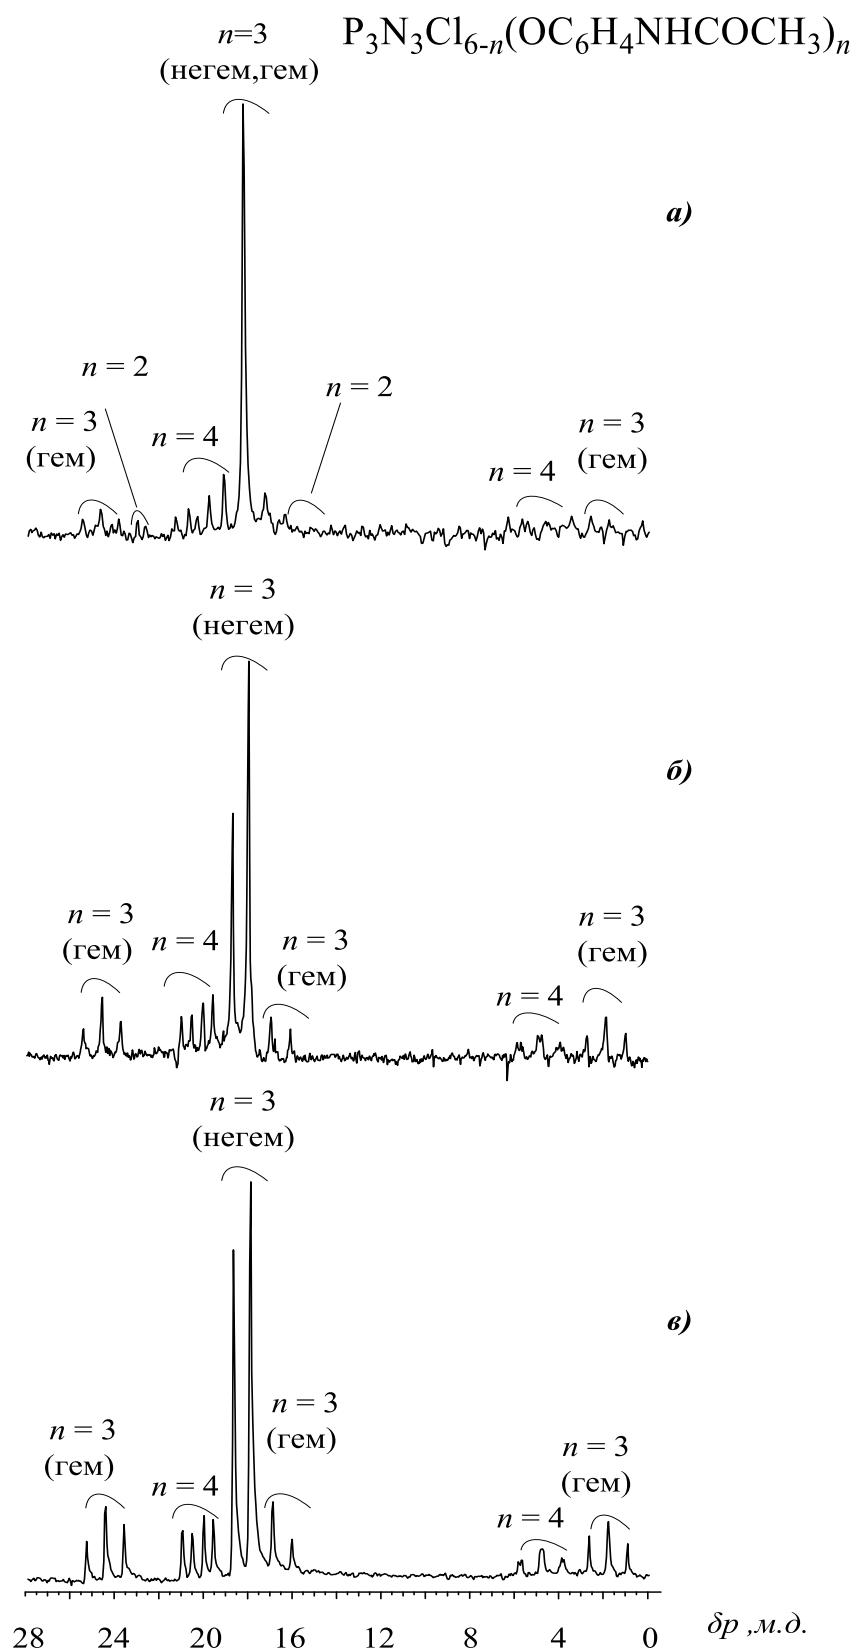 n=3
(негем,гем)
P3N3Cl6-n(OC6H4NHCOCH3)n
а)
n = 2
n = 2
n = 3
(гем)
n = 4
n = 3
(гем)
n = 4
n = 3
(негем)
б)
n = 3
(гем)
n = 4
n = 3
(гем)
n = 3
(гем)
n = 4
n = 3
(негем)
в)
n = 3
(гем)
n = 4
n = 3
(гем)
n = 3
(гем)
n = 4
28 24 20 16 12 8 4 0 δp ,м.д.